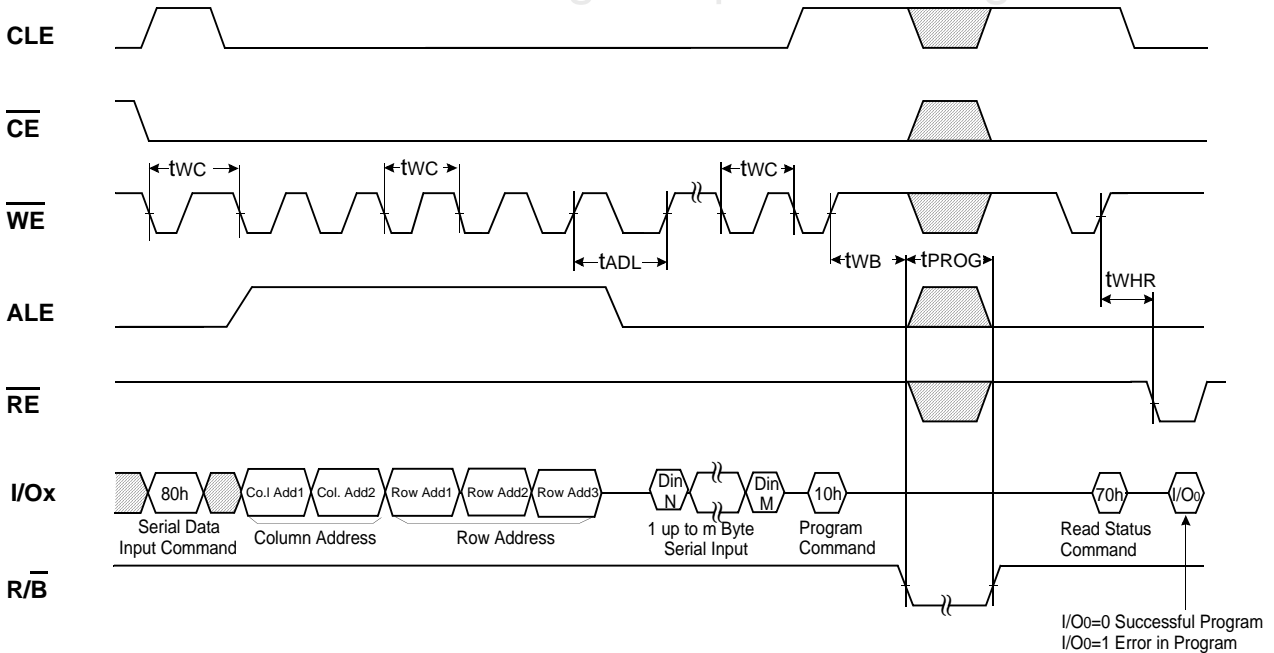 CLE
CE
tWC tWC tWC
WE
tADL tWB tPROG
tWHR
ALE
RE
I/Ox 80h Co.l Add1 Col. Add2 Row Add1 Row Add2 Row Add3 Din N Din M 10h 70h I/O0
Serial Data Input Command
Column Address
Row Address
1 up to m Byte Serial Input
Program Command
Read Status Command
R/B
I/O0=0 Successful Program
I/O0=1 Error in Program